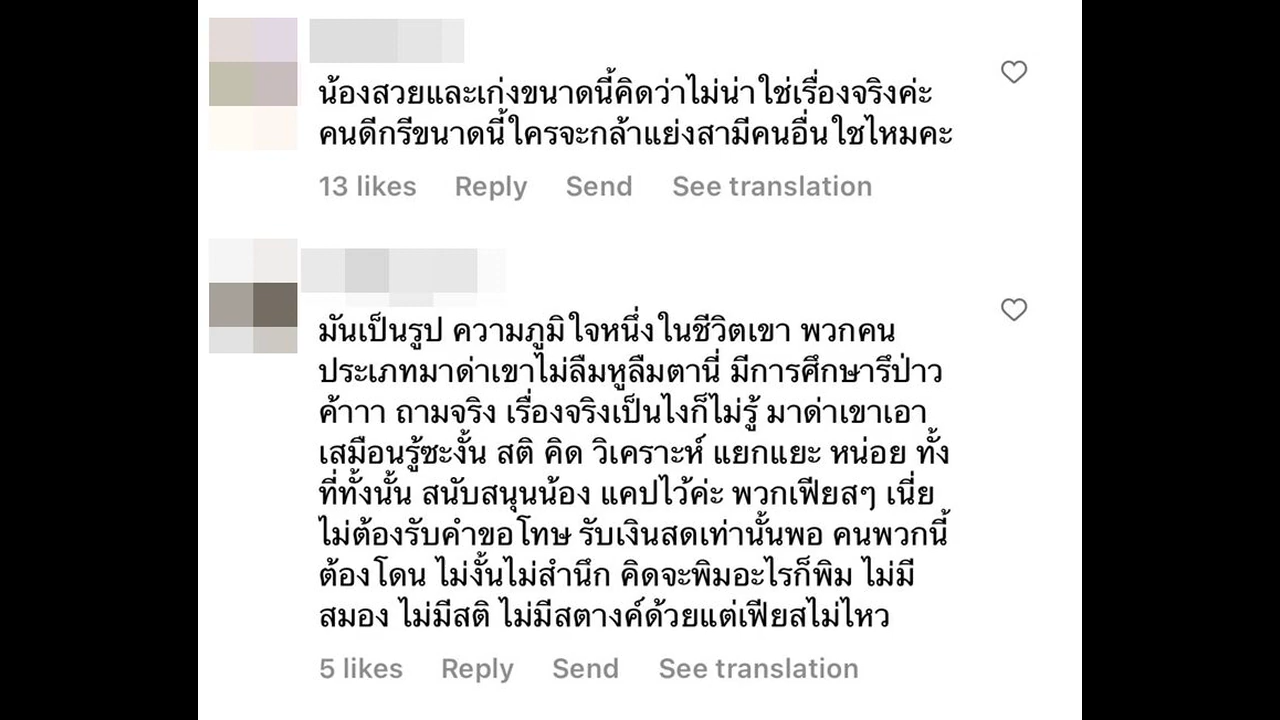 น้องสวยและเก่งขนาดนี้คิดว่าไม่น่าใช่เรื่องจริงค่ะ
คนดีกรีขนาดนี้ใครจะกล้าแย่งสามีคนอื่นใชไหมคะ
13 likes Reply Send See translation
มันเป็นรูป ความภูมิใจหนึ่งในชีวิตเขา พวกคน
ประเภทมาด่าเขาไม่ลืมหูลืมตานี่ มีการศึกษารึป่าว
ค้าาา ถามจริง เรื่องจริงเป็นไงก็ไม่รู้ มาด่าเขาเอา
เสมือนรู้ซะงั้น สติ คิด วิเคราะห์ แยกแยะ หน่อย ทั้ง
ที่ทั้งนั้น สนับสนุนน้อง แคปไว้ค่ะ พวกเฟียสๆ เนี่ย
ไม่ต้องรับคำขอโทษ รับเงินสดเท่านั้นพอ คนพวกนี้
ต้องโดน ไม่งั้นไม่สำนึก คิดจะพิมอะไรก็พิม ไม่มี
สมอง ไม่มีสติ ไม่มีสตางค์ด้วยแต่เฟียสไม่ไหว
5 likes Reply Send See translation